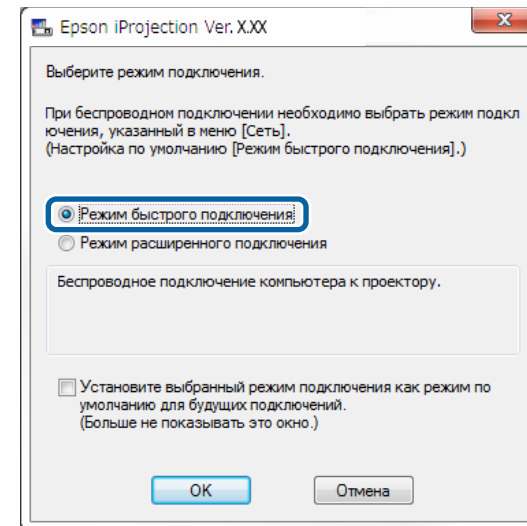 Epson iProjection Ver. X.XX
Выберите режим подключения.
При беспроводном подключении необходимо выбрать режим подкл
ючения, указанный в меню [Сеть].
(Настройка по умолчанию [Режим быстрого подключения].)
Режим быстрого подключения
Режим расширенного подключения
Беспроводное подключение компьютера к проектору.
Установите выбранный режим подключения как режим по
умолчанию для будущих подключений.
(Больше не показывать это окно.)
OK
Отмена